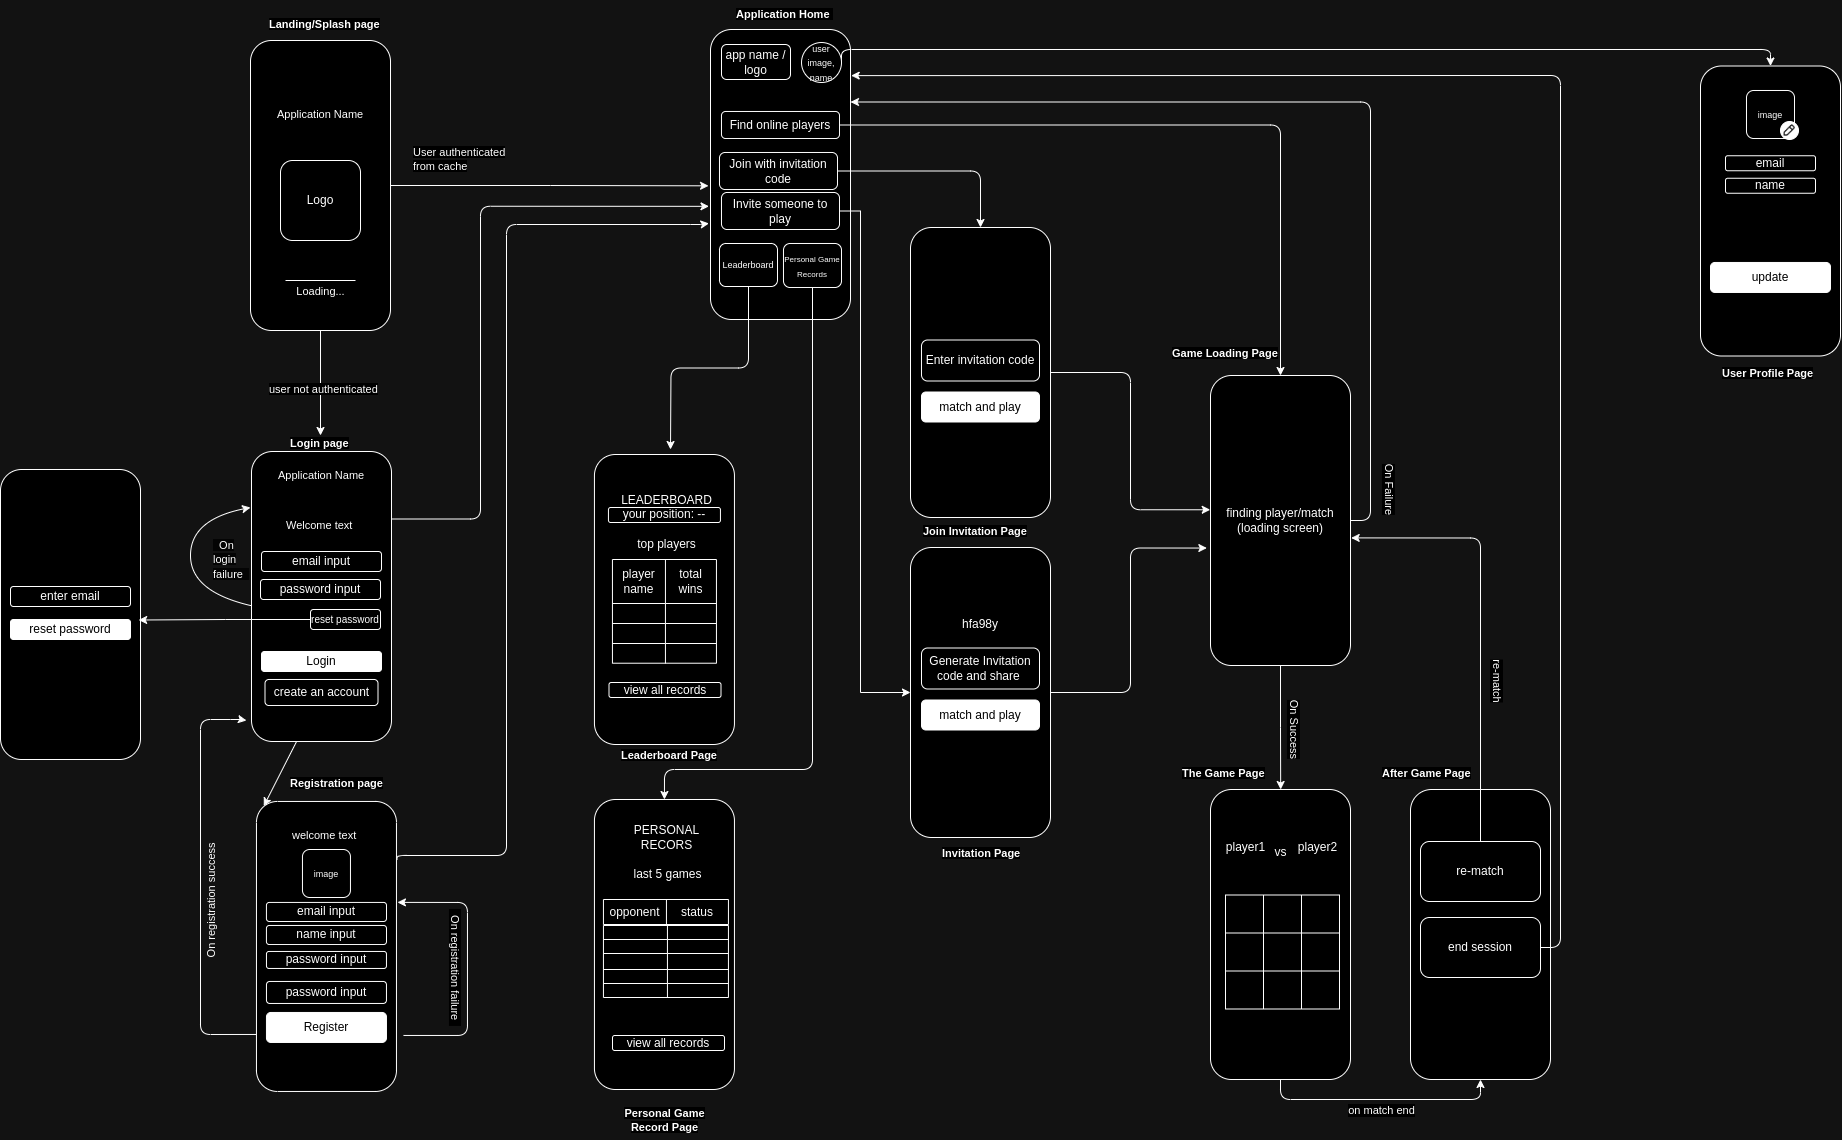 Landing/Splash page
Application Name
Logo
Loading...
User authenticated
from cache
user not authenticated
Login page
Application Name
Welcome text
email input
password input
reset password
Login
create an account
On
login
failure
enter email
reset password
Registration page
welcome text
image
email input
name input
password input
password input
Register
On registration success
On registration failure
Application Home
app name /
logo
user
image,
name
Find online players
Join with invitation
code
Invite someone to
play
Leaderboard
Personal Game
Records
LEADERBOARD
your position: --
top players
player
name
total
wins
view all records
Leaderboard Page
PERSONAL
RECORS
last 5 games
opponent
status
view all records
Personal Game
Record Page
Enter invitation code
match and play
Join Invitation Page
hfa98y
Generate Invitation
code and share
match and play
Invitation Page
Game Loading Page
finding player/match
(loading screen)
On Failure
On Success
re-match
The Game Page
player1
vs
player2
After Game Page
re-match
end session
on match end
image
email
name
update
User Profile Page